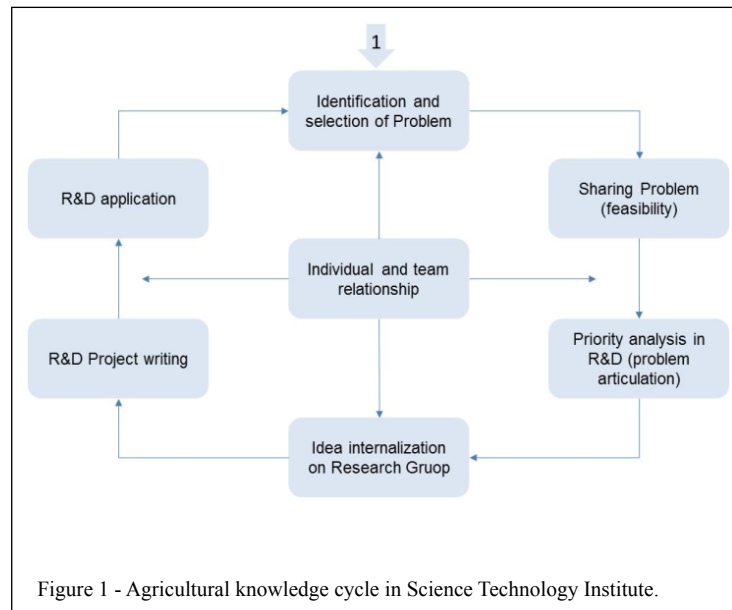 1
Identification and
selection of Problem
Sharing Problem
(feasibility)
R&D application
Individual and team
relationship
Priority analysis in
R&D (problem
articulation)
R&D Project writing
Idea internalization
on Research Gruop
Figure 1 - Agricultural knowledge cycle in Science Technology Institute.